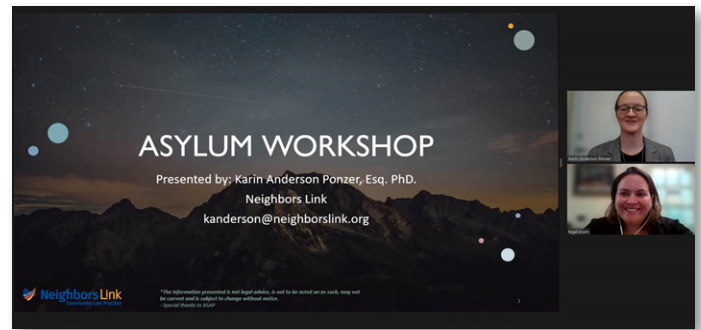 ASYLUM WORKSHOP
Presented by: Karin Anderson Ponzer, Esq. PhD.
Neighbors Link
kanderson@neighborslink.org
Neighbors Link
Community Law Practice
*The information presented is not legal advice, is not to be acted on as such, may not
be current and is subject to change without notice.
- Special thanks to ASAP
1
Karin Anderson Ponzer